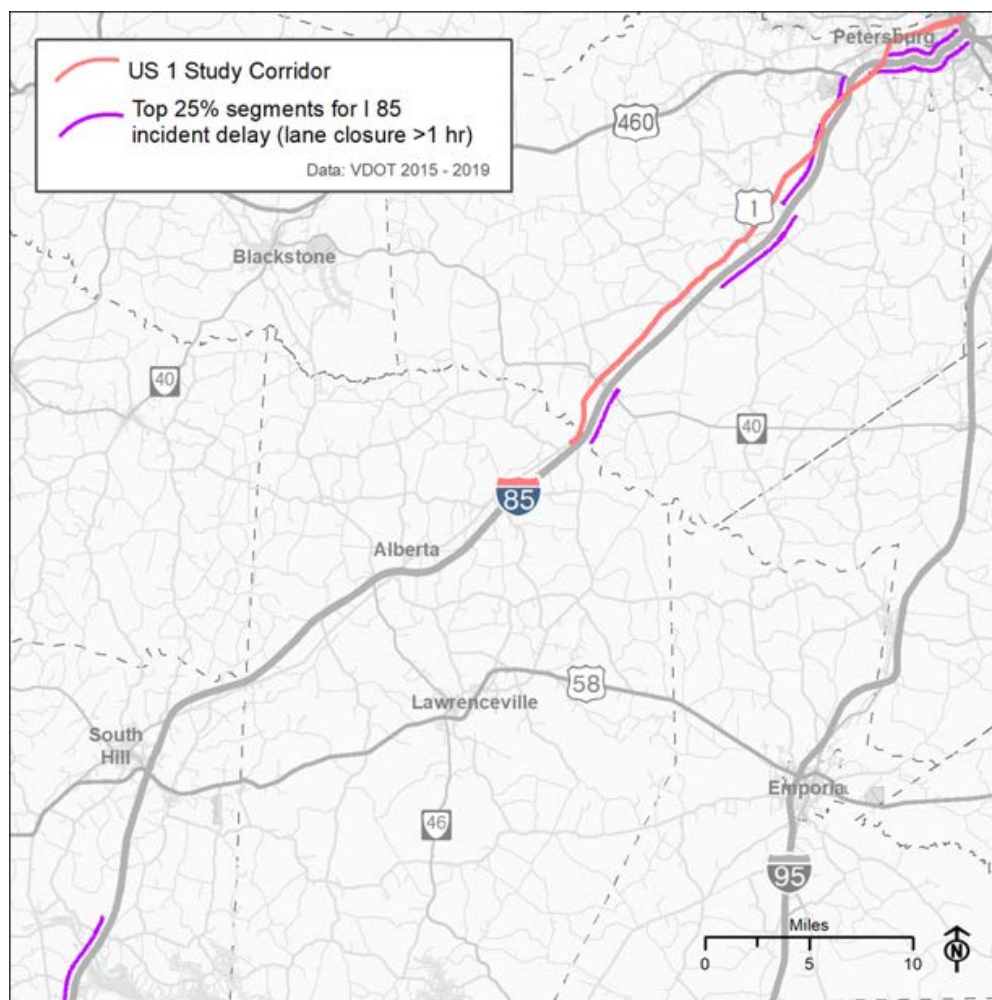 Petersburg
US 1 Study Corridor
Top 25% segments for I 85
incident delay (lane closure >1 hr)
Data: VDOT 2015 - 2019
460
1
Blackstone
40
40
85
Alberta
58
Lawrenceville
South
Hill
Emporia
46
95
Miles
0 5 10
N